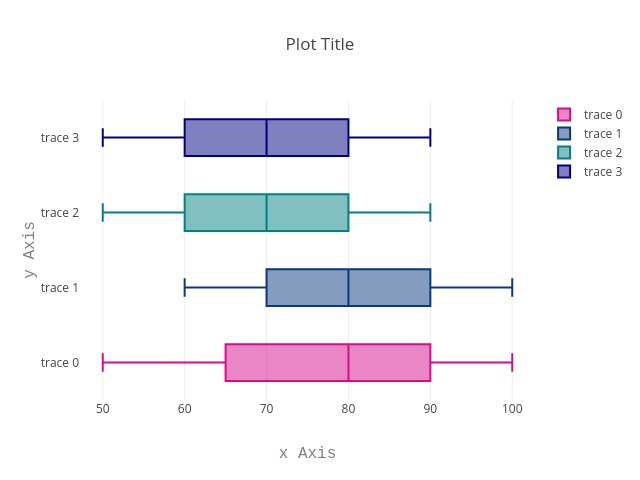 Plot Title
trace 3
trace 2
trace 1
trace 0
y Axis
50 60 70 80 90 100
x Axis
trace 0
trace 1
trace 2
trace 3